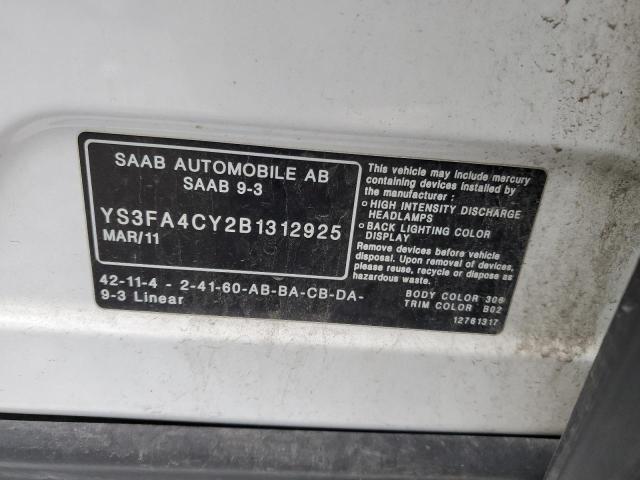 SAAB AUTOMOBILE AB
SAAB 9-3
YS3FA4CY2B1312925
MAR/11
42-11-4 - 2-41-60-AB-BA-CB-DA-
9-3 Linear
This vehicle may include mercury
containing devices installed by
the manufacturer :
o HIGH INTENSITY DISCHARGE
HEADLAMPS
o BACK LIGHTING COLOR
DISPLAY
Remove devices before vehicle
disposal. Upon removal of devices,
please reuse, recycle or dispose as
hazardous waste.
BODY COLOR 306
TRIM COLOR B02
12761317